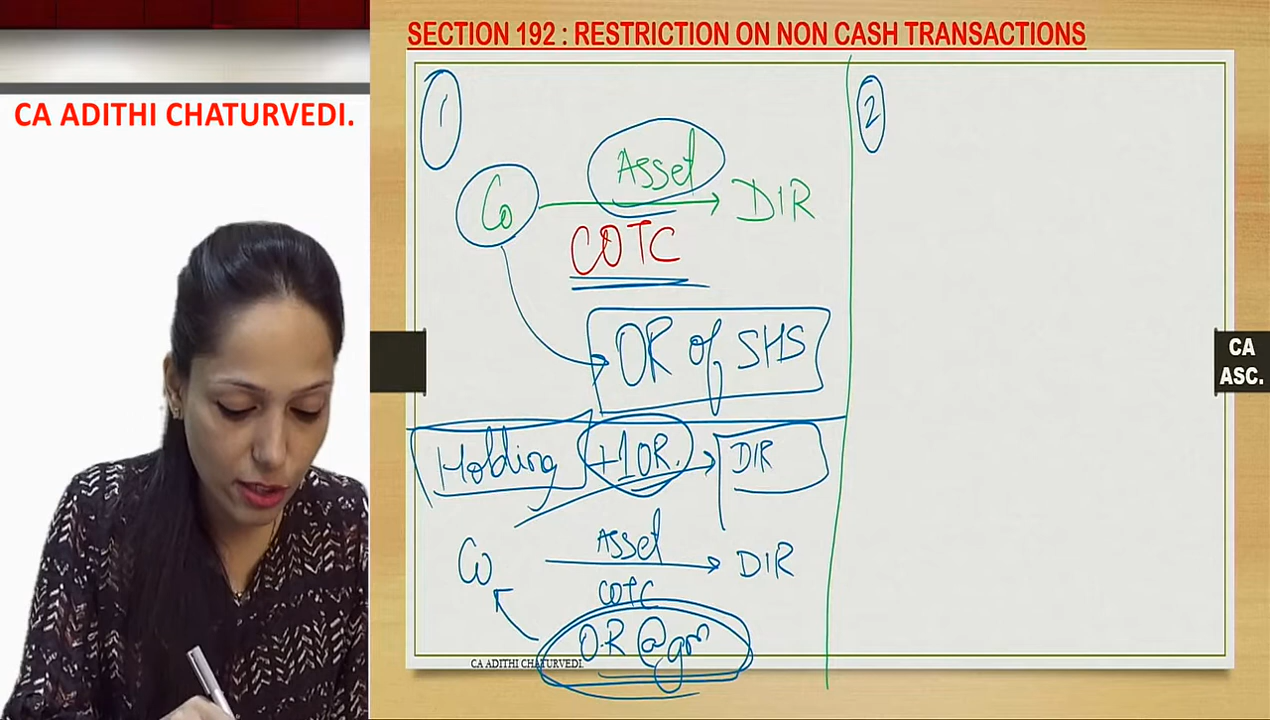 SECTION 192 : RESTRICTION ON NON CASH TRANSACTIONS
CA ADITHI CHATURVEDI.
1
Asset
Co
DIR
COTC
OR of SHS
Holding +1 OR. DIR
Asset
Co
DIR
COTC
O.R @gm
CA ADITHI CHATURVEDI.
2
CA
ASC.